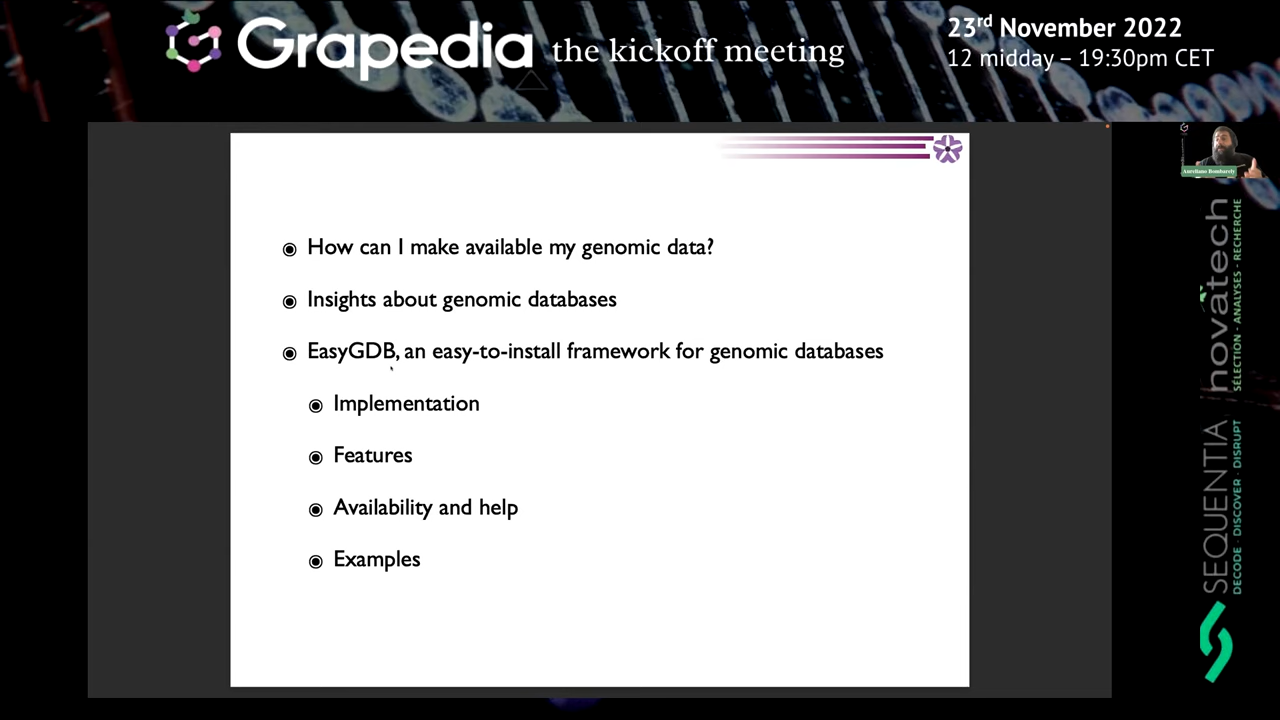 Grapedia the kickoff meeting
23rd November 2022
12 midday – 19:30pm CET
How can I make available my genomic data?
Insights about genomic databases
EasyGDB, an easy-to-install framework for genomic databases
Implementation
Features
Availability and help
Examples
Aureliano Bombarely
novatech
SÉLECTION - ANALYSES - RECHERCHE
SEQUENTIA
DECODE · DISCOVER · DISRUPT